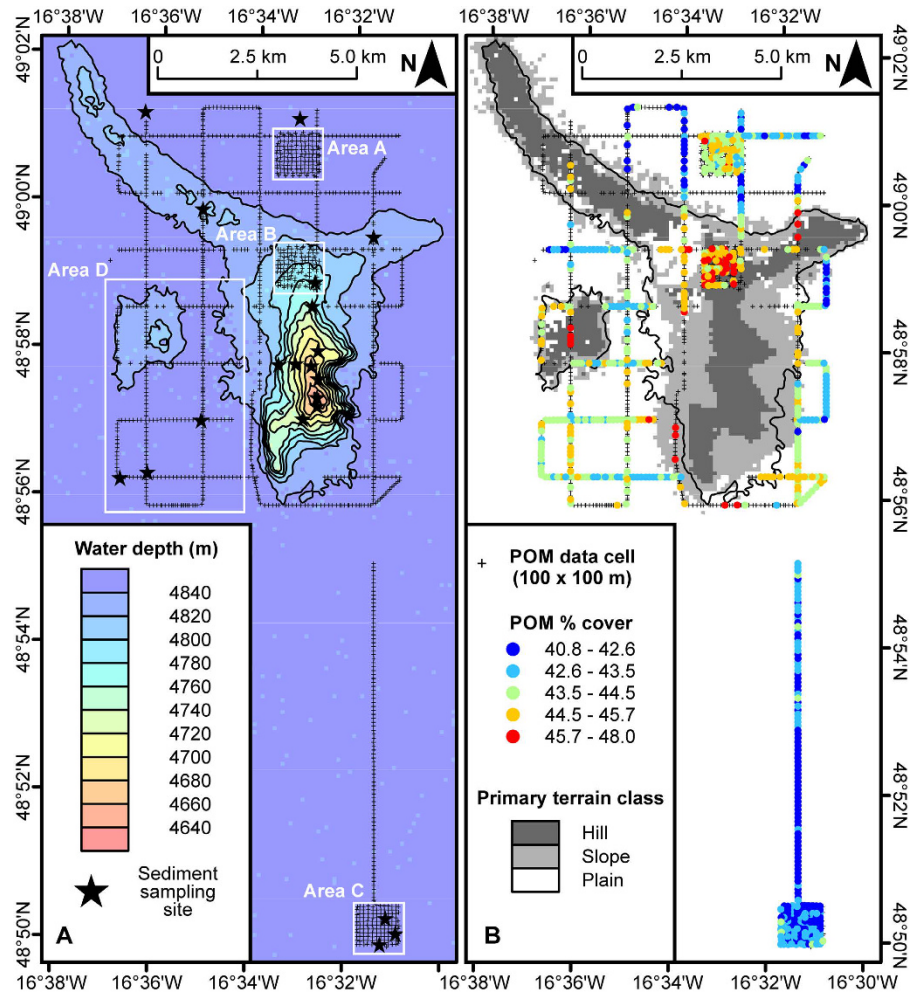 16°38'W 16°36'W 16°34'W 16°32'W 16°38'W 16°36'W 16°34'W 16°32'W
0 2.5 km 5.0 km
N
0 2.5 km 5.0 km
N
49°02'N
49°00'N
48°58'N
48°56'N
48°54'N
48°52'N
48°50'N
Area A
Area B
Area D
Area C
Water depth (m)
4840
4820
4800
4780
4760
4740
4720
4700
4680
4660
4640
Sediment
sampling
site
A
POM data cell
(100 x 100 m)
POM % cover
40.8 - 42.6
42.6 - 43.5
43.5 - 44.5
44.5 - 45.7
45.7 - 48.0
Primary terrain class
Hill
Slope
Plain
B
49°02'N
49°00'N
48°58'N
48°56'N
48°54'N
48°52'N
48°50'N
16°38'W 16°36'W 16°34'W 16°32'W 16°38'W 16°36'W 16°34'W 16°32'W 16°30'W